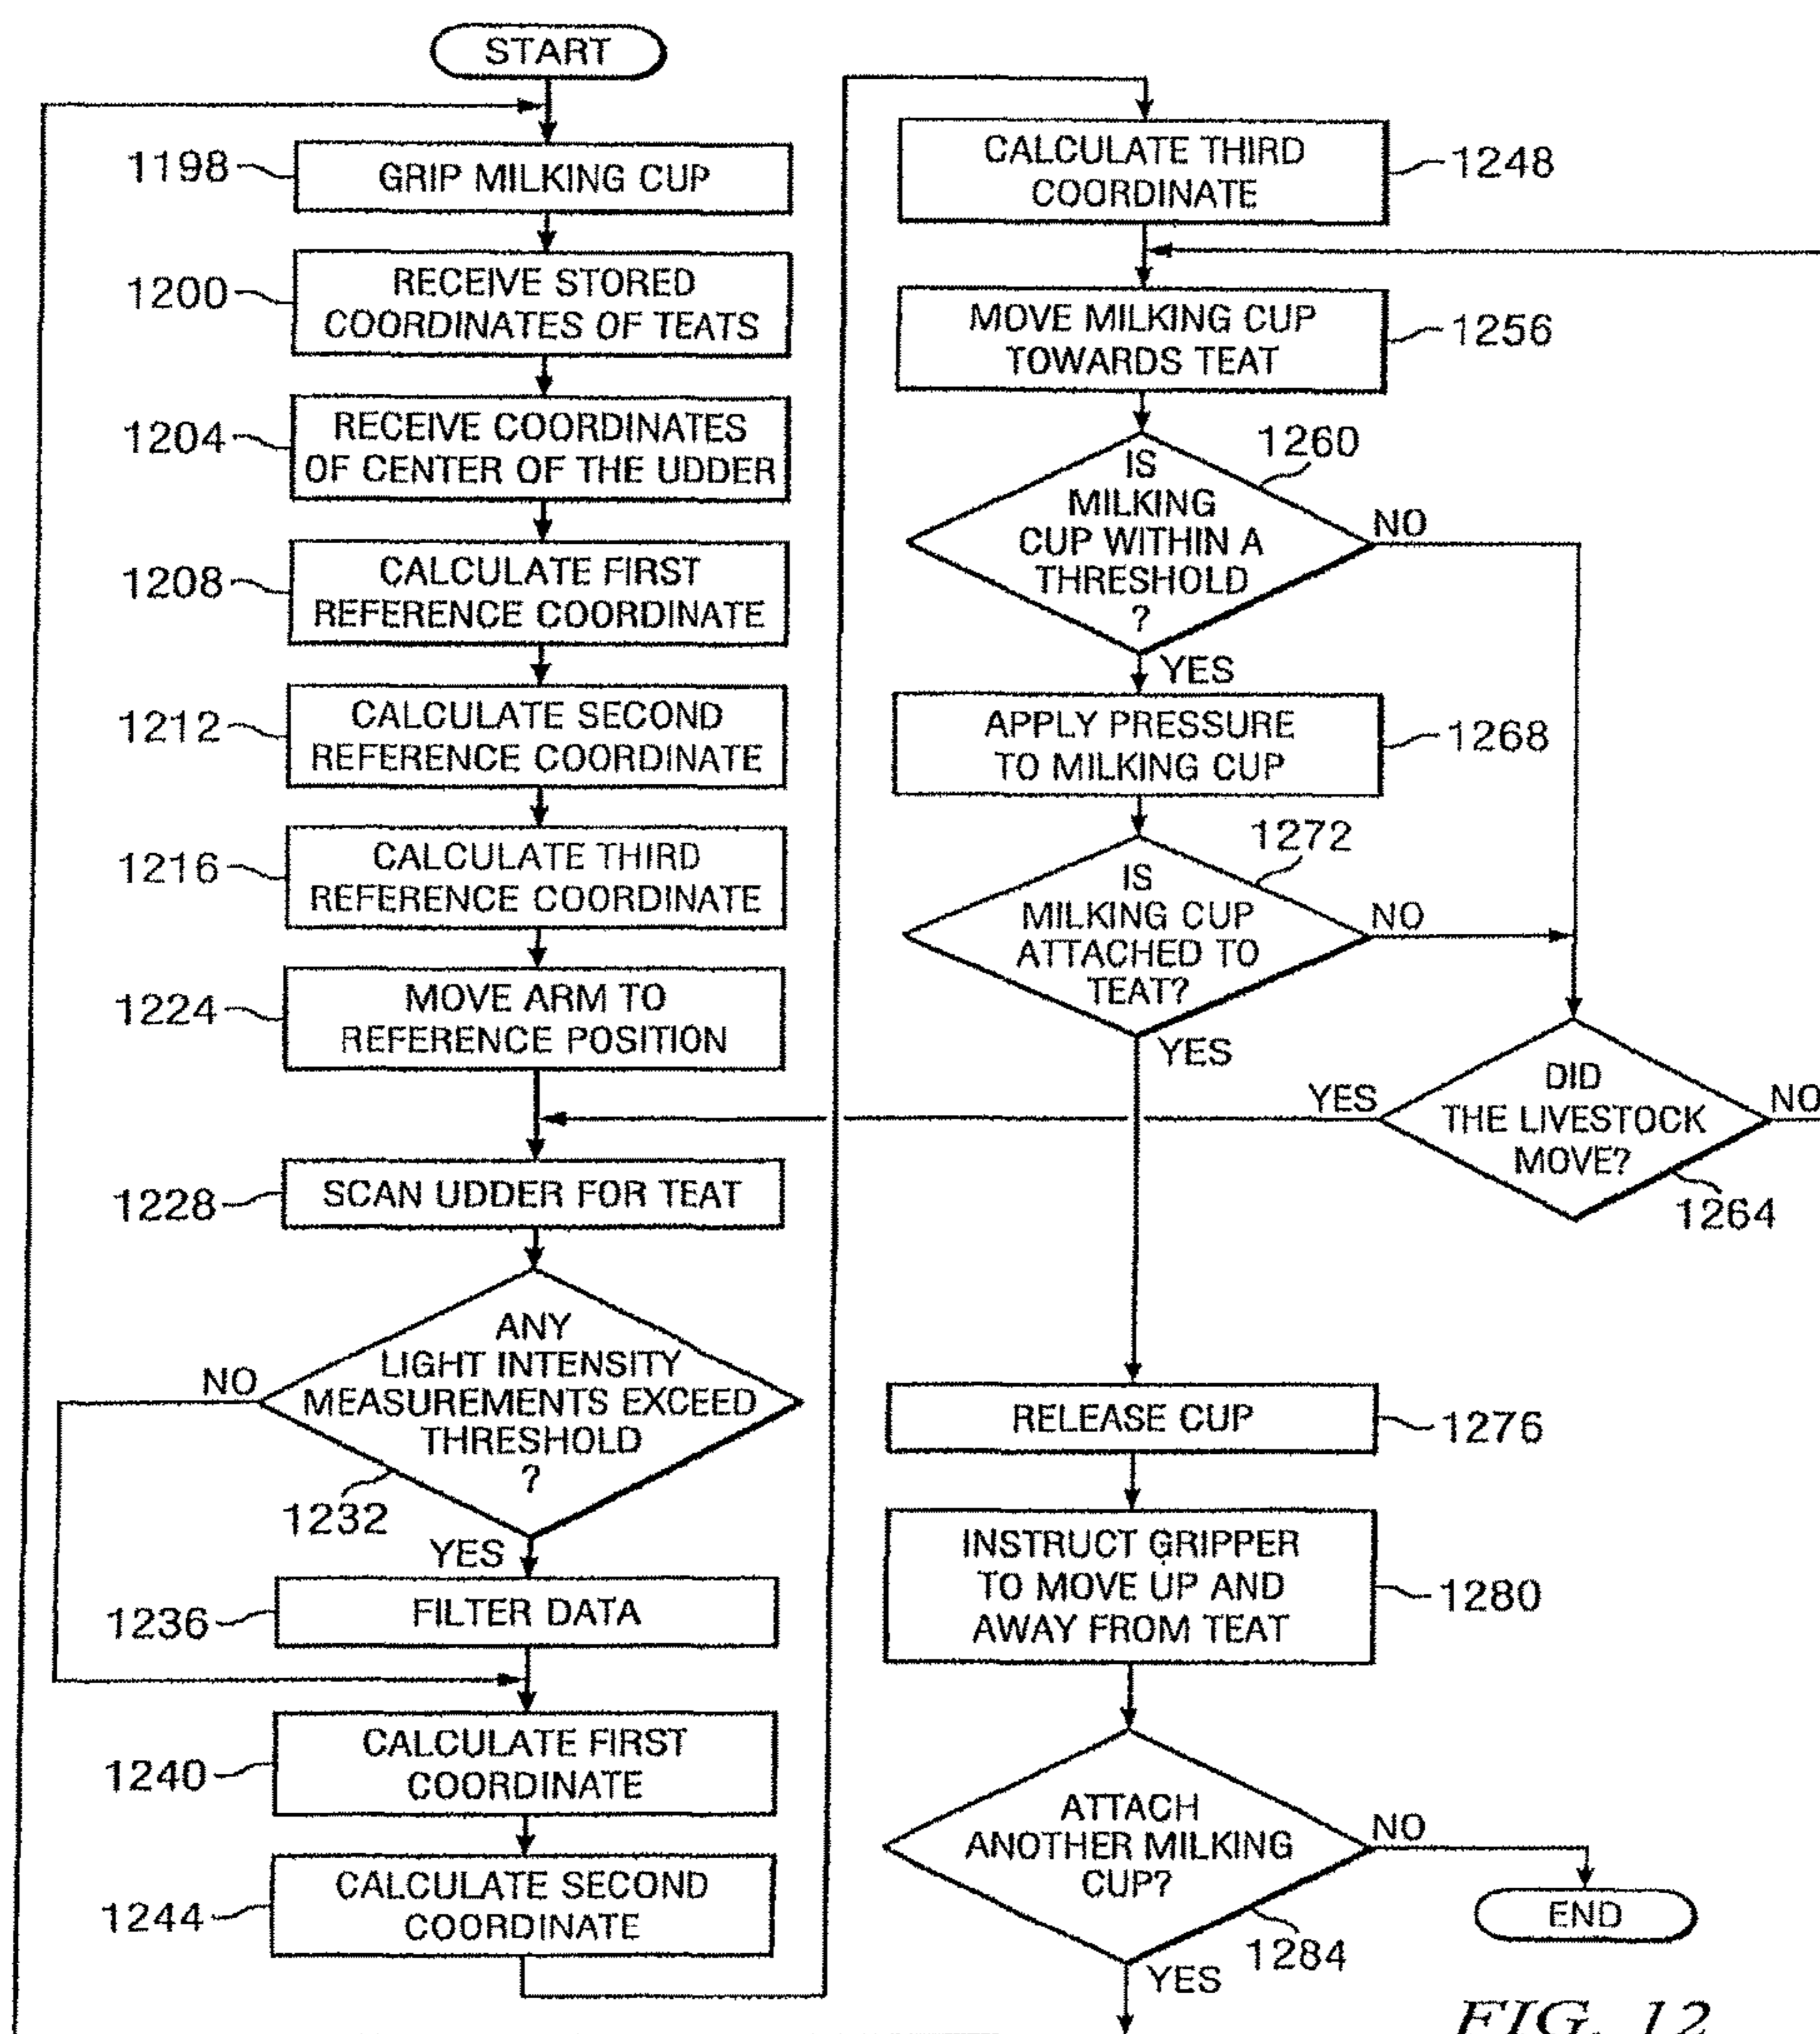 START
1198
GRIP MILKING CUP
1200
RECEIVE STORED
COORDINATES OF TEATS
1204
RECEIVE COORDINATES
OF CENTER OF THE UDDER
1208
CALCULATE FIRST
REFERENCE COORDINATE
1212
CALCULATE SECOND
REFERENCE COORDINATE
1216
CALCULATE THIRD
REFERENCE COORDINATE
1224
MOVE ARM TO
REFERENCE POSITION
1228
SCAN UDDER FOR TEAT
ANY
LIGHT INTENSITY
MEASUREMENTS EXCEED
THRESHOLD
?
NO
1232
YES
1236
FILTER DATA
1240
CALCULATE FIRST
COORDINATE
1244
CALCULATE SECOND
COORDINATE
CALCULATE THIRD
COORDINATE
1248
MOVE MILKING CUP
TOWARDS TEAT
1256
IS
MILKING
CUP WITHIN A
THRESHOLD
?
1260
NO
YES
APPLY PRESSURE
TO MILKING CUP
1268
IS
MILKING CUP
ATTACHED TO
TEAT?
1272
NO
YES
DID
THE LIVESTOCK
MOVE?
YES
NO
1264
RELEASE CUP
1276
INSTRUCT GRIPPER
TO MOVE UP AND
AWAY FROM TEAT
1280
ATTACH
ANOTHER MILKING
CUP?
NO
1284
YES
END
FIG. 12